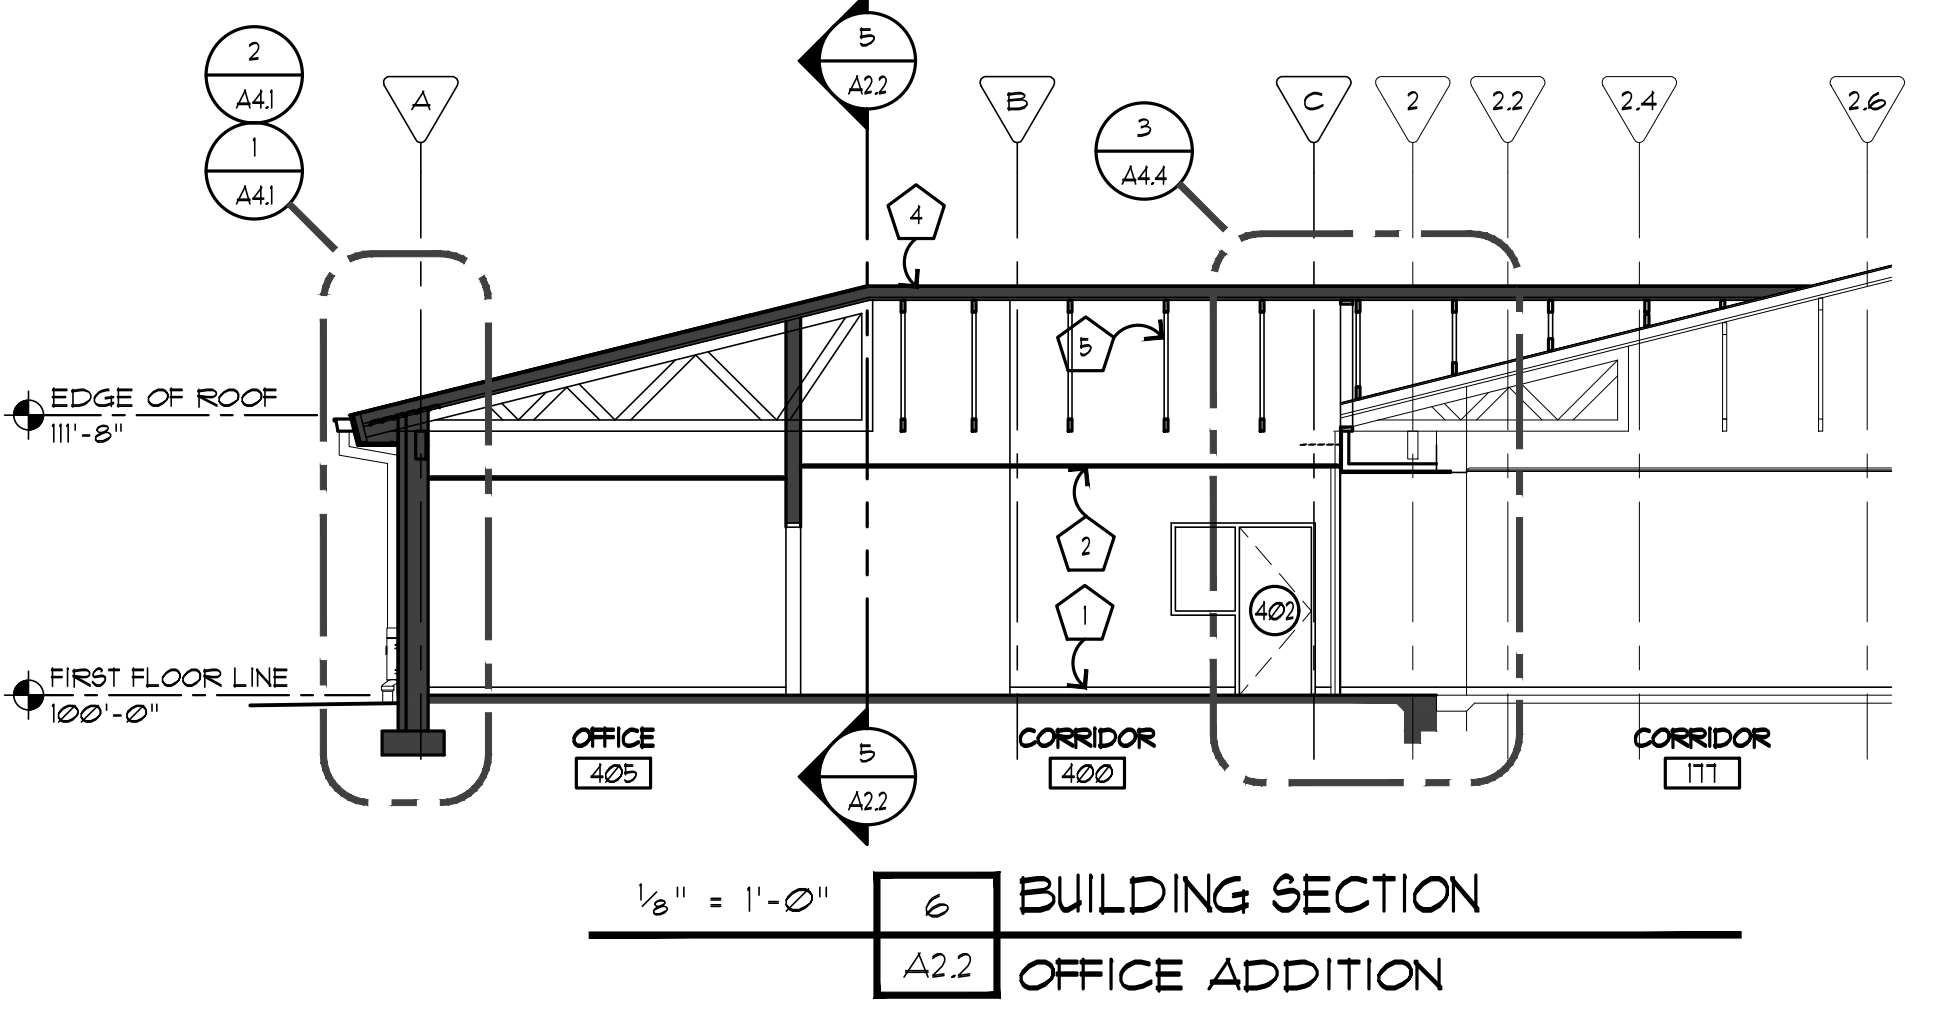 2
A4.1
1
A4.1
A
5
A2.2
B
3
A4.4
C
2
2.2
2.4
2.6
4
5
EDGE OF ROOF
111'-8"
2
1
402
FIRST FLOOR LINE
100'-0"
OFFICE
405
CORRIDOR
400
CORRIDOR
111
5
A2.2
1/8" = 1'-0"
6
A2.2
BUILDING SECTION
OFFICE ADDITION